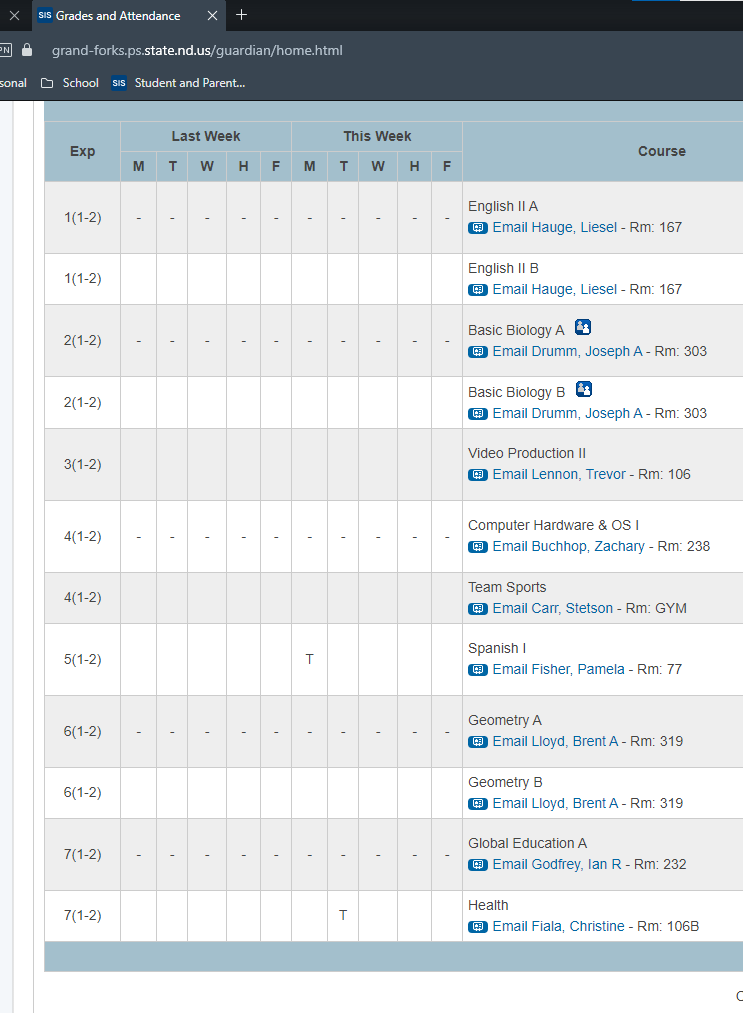 SIS Grades and Attendance
PN grand-forks.ps.state.nd.us/guardian/home.html
sonal School SIS Student and Parent...
Exp Last Week This Week Course
M T W H F M T W H F
1(1-2) - - - - - - - - - - English II A
Email Hauge, Liesel - Rm: 167
1(1-2) English II B
Email Hauge, Liesel - Rm: 167
2(1-2) - - - - - - - - - - Basic Biology A
Email Drumm, Joseph A - Rm: 303
2(1-2) Basic Biology B
Email Drumm, Joseph A - Rm: 303
3(1-2) Video Production II
Email Lennon, Trevor - Rm: 106
4(1-2) - - - - - - - - - - Computer Hardware & OS I
Email Buchhop, Zachary - Rm: 238
4(1-2) Team Sports
Email Carr, Stetson - Rm: GYM
5(1-2) T Spanish I
Email Fisher, Pamela - Rm: 77
6(1-2) - - - - - - - - - - Geometry A
Email Lloyd, Brent A - Rm: 319
6(1-2) Geometry B
Email Lloyd, Brent A - Rm: 319
7(1-2) - - - - - - - - - - Global Education A
Email Godfrey, Ian R - Rm: 232
7(1-2) T Health
Email Fiala, Christine - Rm: 106B